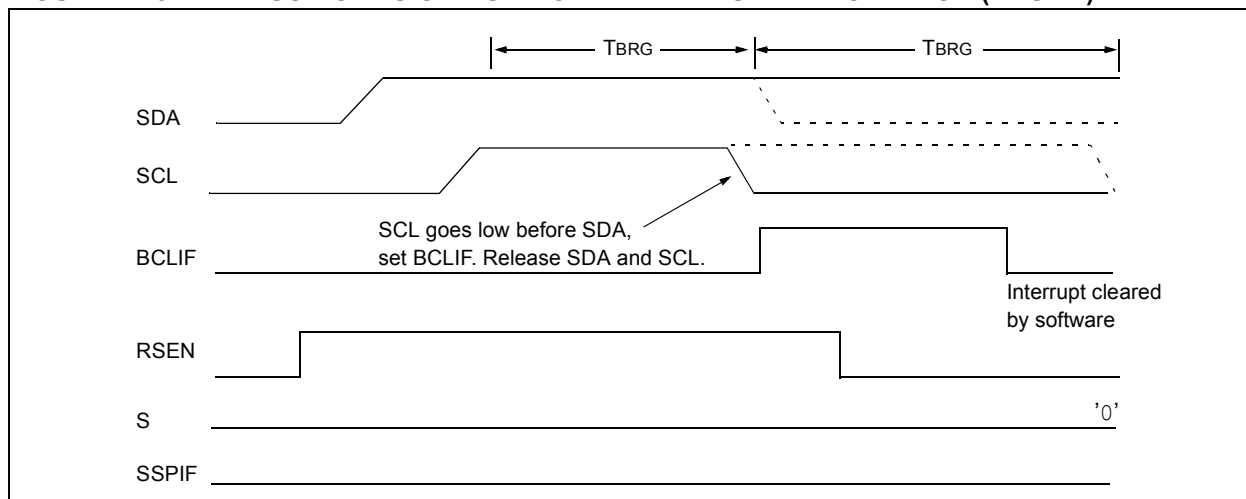 TBRG TBRG
SDA
SCL
SCL goes low before SDA,
set BCLIF. Release SDA and SCL.
BCLIF
Interrupt cleared
by software
RSEN
'0'
S
SSPIF